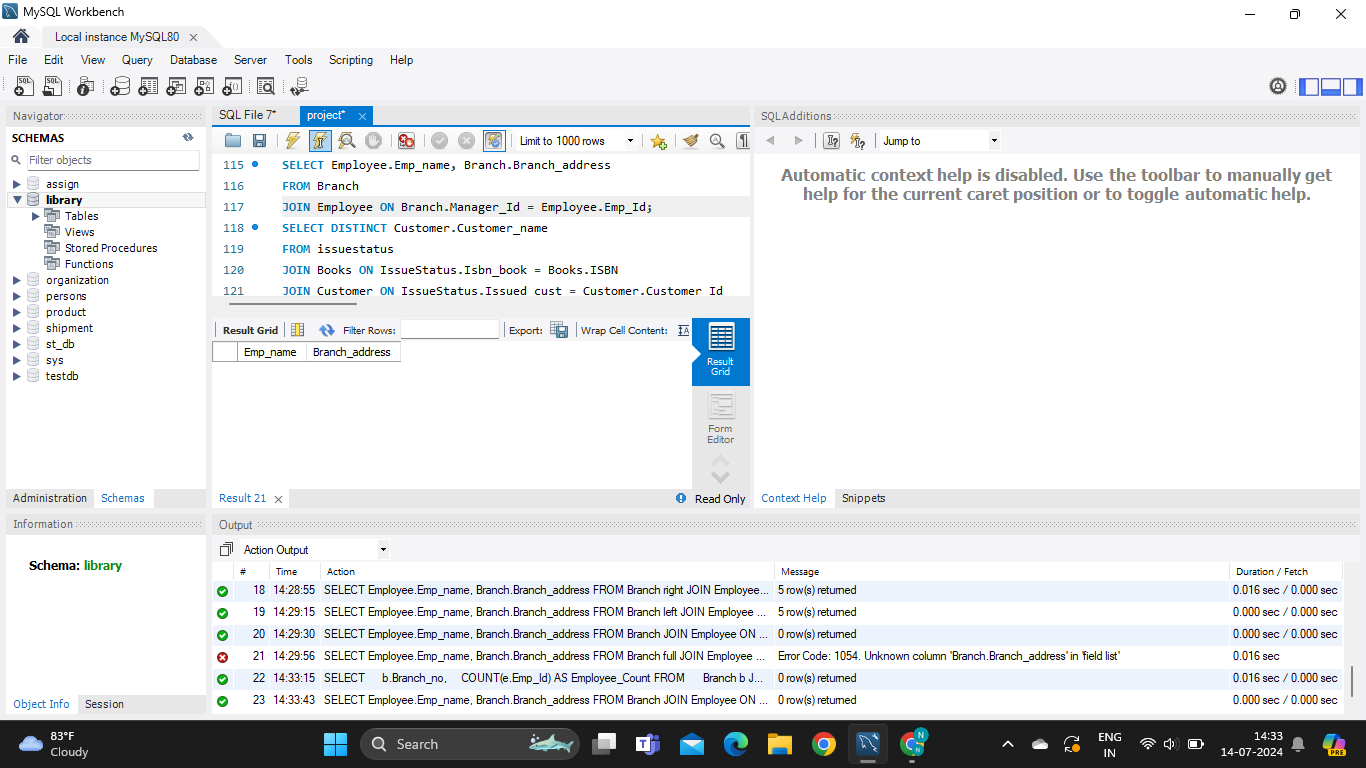 MySQL Workbench
Local instance MySQL80
File Edit View Query Database Server Tools Scripting Help
Navigator
SCHEMAS
Filter objects
assign
library
Tables
Views
Stored Procedures
Functions
organization
persons
product
shipment
st_db
sys
testdb
Administration Schemas
Information
Schema: library
Object Info Session
SQL File 7* project*
Limit to 1000 rows
115 SELECT Employee.Emp_name, Branch.Branch_address
116 FROM Branch
117 JOIN Employee ON Branch.Manager_Id = Employee.Emp_Id;
118 SELECT DISTINCT Customer.Customer_name
119 FROM issuestatus
120 JOIN Books ON IssueStatus.Isbn_book = Books.ISBN
121 JOIN Customer ON IssueStatus.Issued_cust = Customer.Customer_Id
Result Grid Filter Rows: Export: Wrap Cell Content:
Emp_name Branch_address
Result Grid
Form Editor
Result 21 Read Only
SQLAdditions
Jump to
Automatic context help is disabled. Use the toolbar to manually get
help for the current caret position or to toggle automatic help.
Context Help Snippets
Output
Action Output
# Time Action Message Duration / Fetch
18 14:28:55 SELECT Employee.Emp_name, Branch.Branch_address FROM Branch right JOIN Employee... 5 row(s) returned 0.016 sec / 0.000 sec
19 14:29:15 SELECT Employee.Emp_name, Branch.Branch_address FROM Branch left JOIN Employee ... 5 row(s) returned 0.000 sec / 0.000 sec
20 14:29:30 SELECT Employee.Emp_name, Branch.Branch_address FROM Branch JOIN Employee ON ... 0 row(s) returned 0.000 sec / 0.000 sec
21 14:29:56 SELECT Employee.Emp_name, Branch.Branch_address FROM Branch full JOIN Employee ... Error Code: 1054. Unknown column 'Branch.Branch_address' in 'field list' 0.016 sec
22 14:33:15 SELECT b.Branch_no, COUNT(e.Emp_Id) AS Employee_Count FROM Branch b J... 0 row(s) returned 0.016 sec / 0.000 sec
23 14:33:43 SELECT Employee.Emp_name, Branch.Branch_address FROM Branch JOIN Employee ON ... 0 row(s) returned 0.000 sec / 0.000 sec
83°F
Cloudy
Search
ENG
IN
14:33
14-07-2024